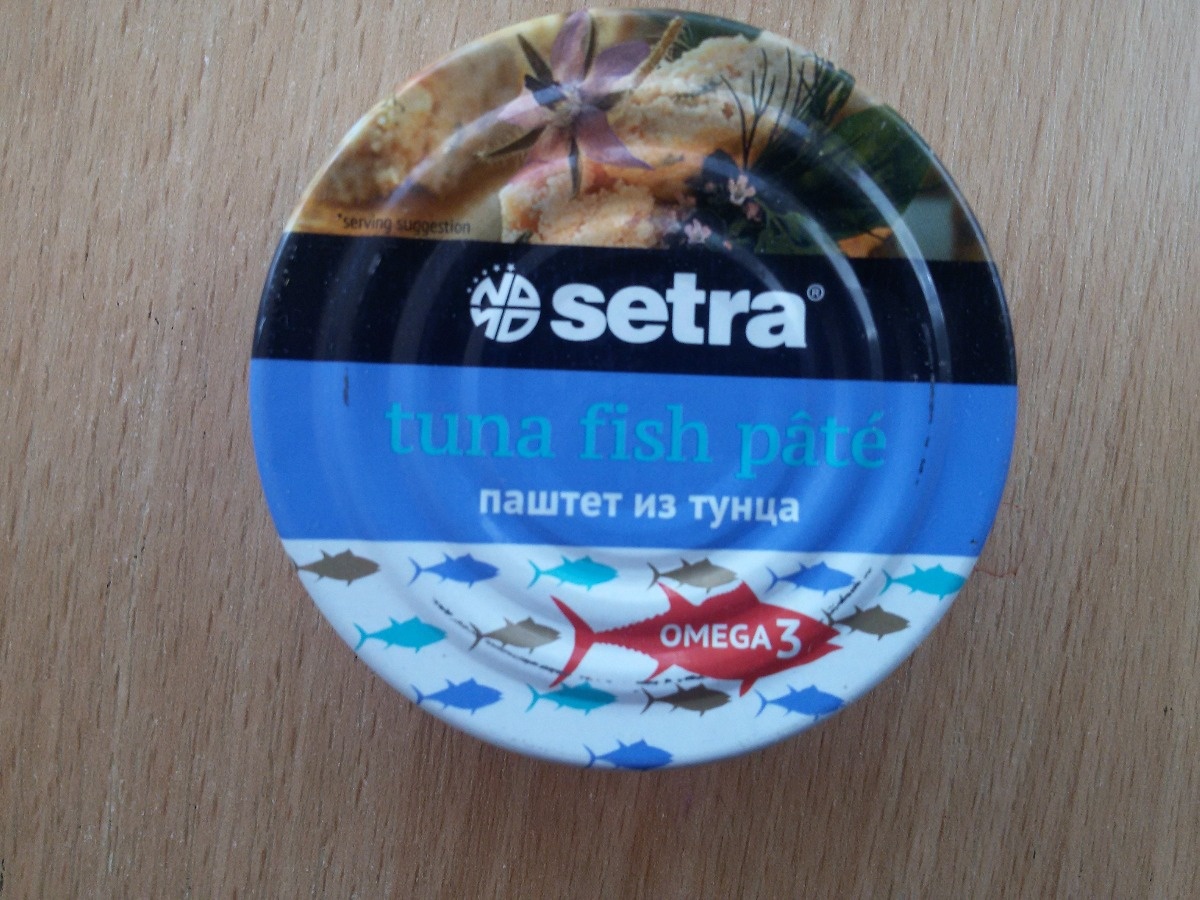 *serving suggestion
setra®
tuna fish pâté
паштет из тунца
OMEGA 3